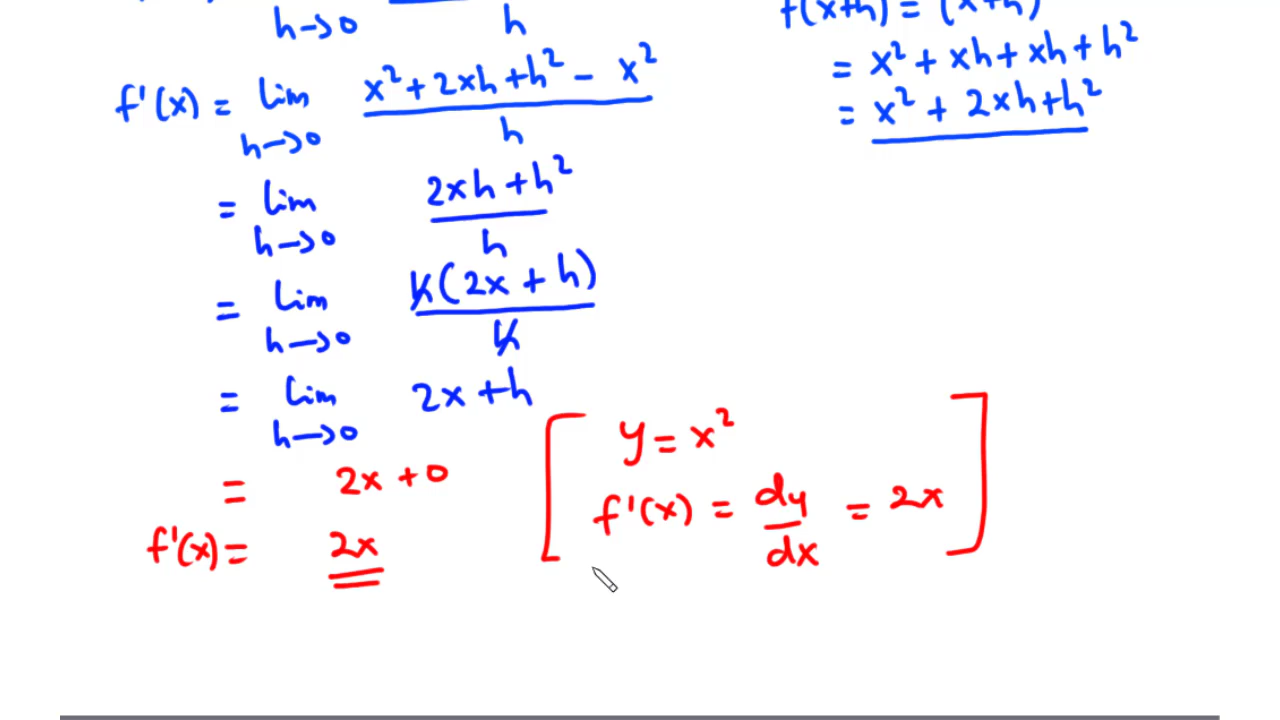 h→0 h
f'(x) = lim x² + 2xh + h² - x²
h→0 h
= lim 2xh + h²
h→0 h
= lim h(2x + h)
h→0 h
= lim 2x + h
h→0
= 2x + 0
f'(x) = 2x
f(x+h) = (x+h)
= x² + xh + xh + h²
= x² + 2xh + h²
y = x²
f'(x) = dy = 2x
dx